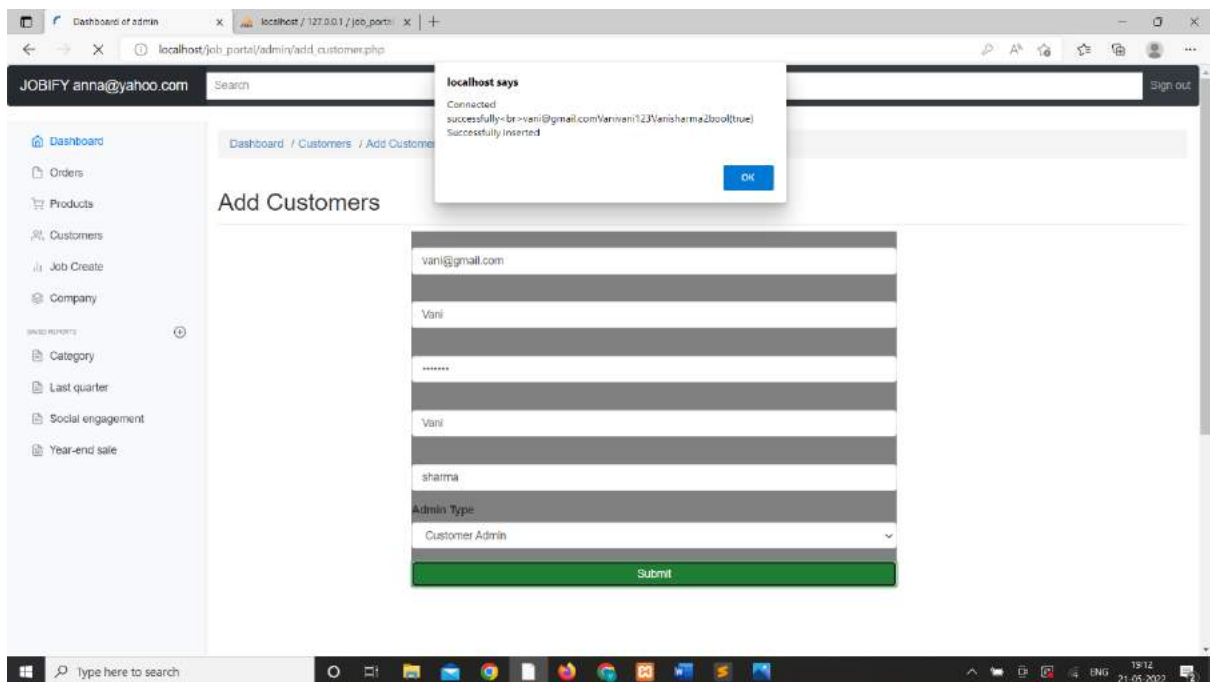 Dashboard of admin
localhost / 127.0.0.1 / job_porta
localhost/job_portal/admin/add_customer.php
JOBIFY anna@yahoo.com
Search
Sign out
localhost says
Connected
successfully<br>vani@gmail.comVanivani123Vanisharma2bool(true)
Successfully inserted
OK
Dashboard
Orders
Products
Customers
Job Create
Company
SAVED REPORTS
Category
Last quarter
Social engagement
Year-end sale
Dashboard / Customers / Add Custome
Add Customers
vani@gmail.com
Vani
•••••••
Vani
sharma
Admin Type
Customer Admin
Submit
Type here to search
ENG
19:12
21-05-2022